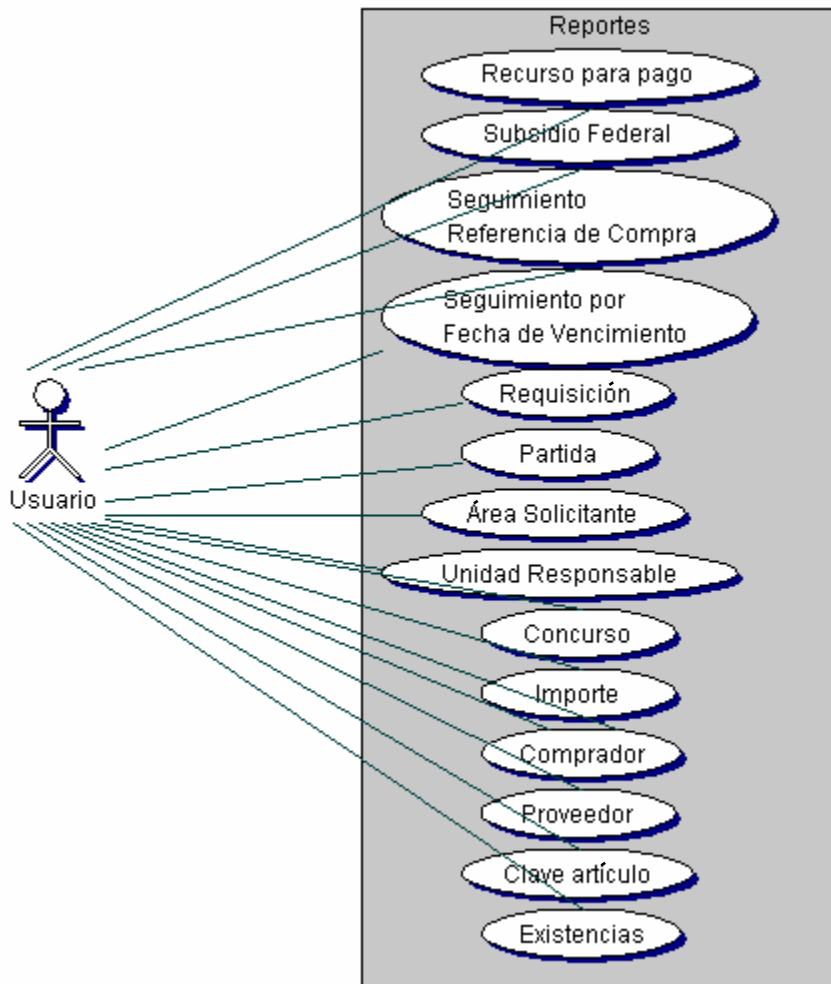 Reportes
Recurso para pago
Subsidio Federal
Seguimiento
Referencia de Compra
Seguimiento por
Fecha de Vencimiento
Requisición
Partida
Usuario
Área Solicitante
Unidad Responsable
Concurso
Importe
Comprador
Proveedor
Clave artículo
Existencias